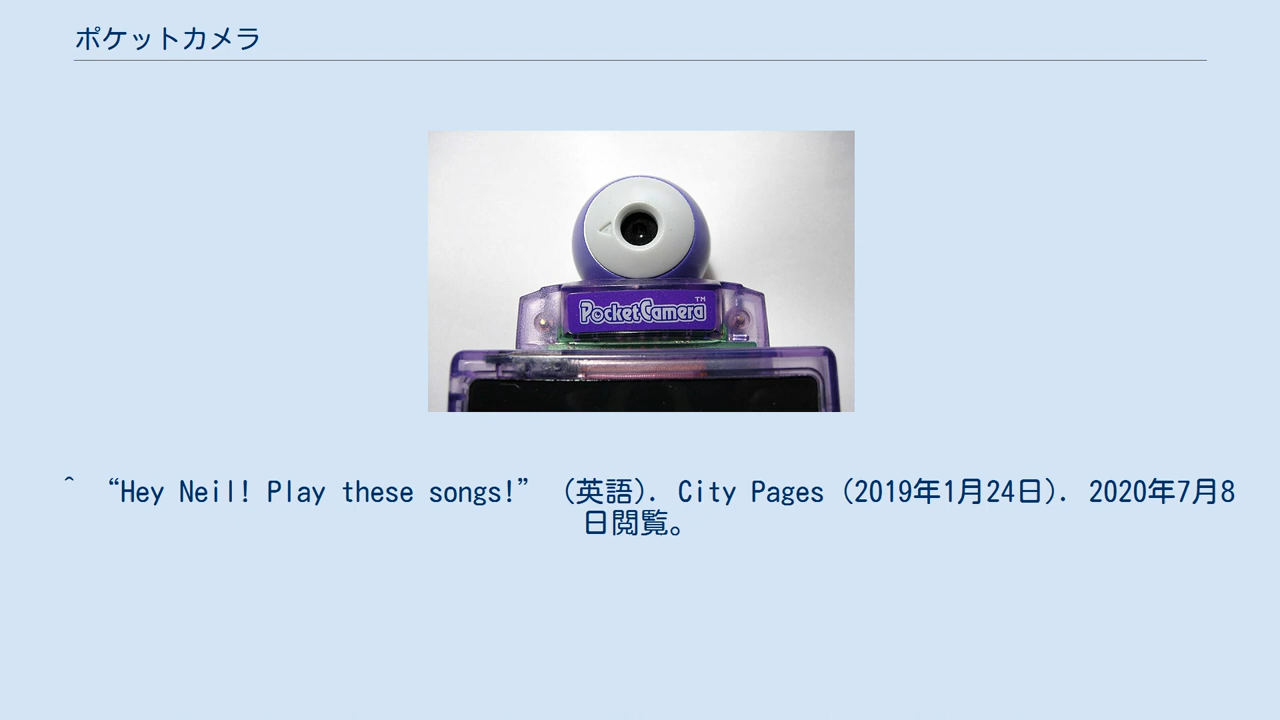 ポケットカメラ
PocketCamera™
^ “Hey Neil! Play these songs!” (英語). City Pages (2019年1月24日). 2020年7月8
日閲覧。